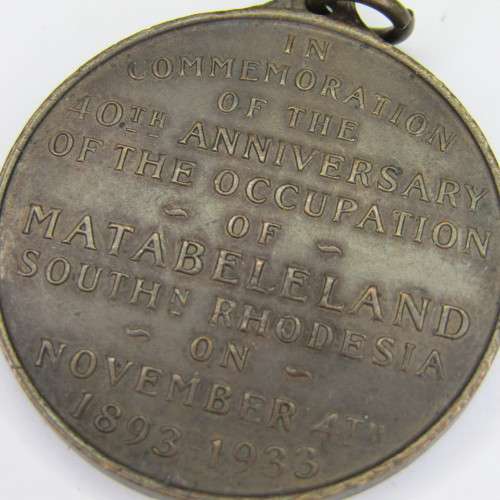 IN
COMMEMORATION
OF THE
40TH ANNIVERSARY
OF THE OCCUPATION
~ OF ~
MATABELELAND
SOUTHN RHODESIA
~ ON ~
NOVEMBER 4TH
1893-1933